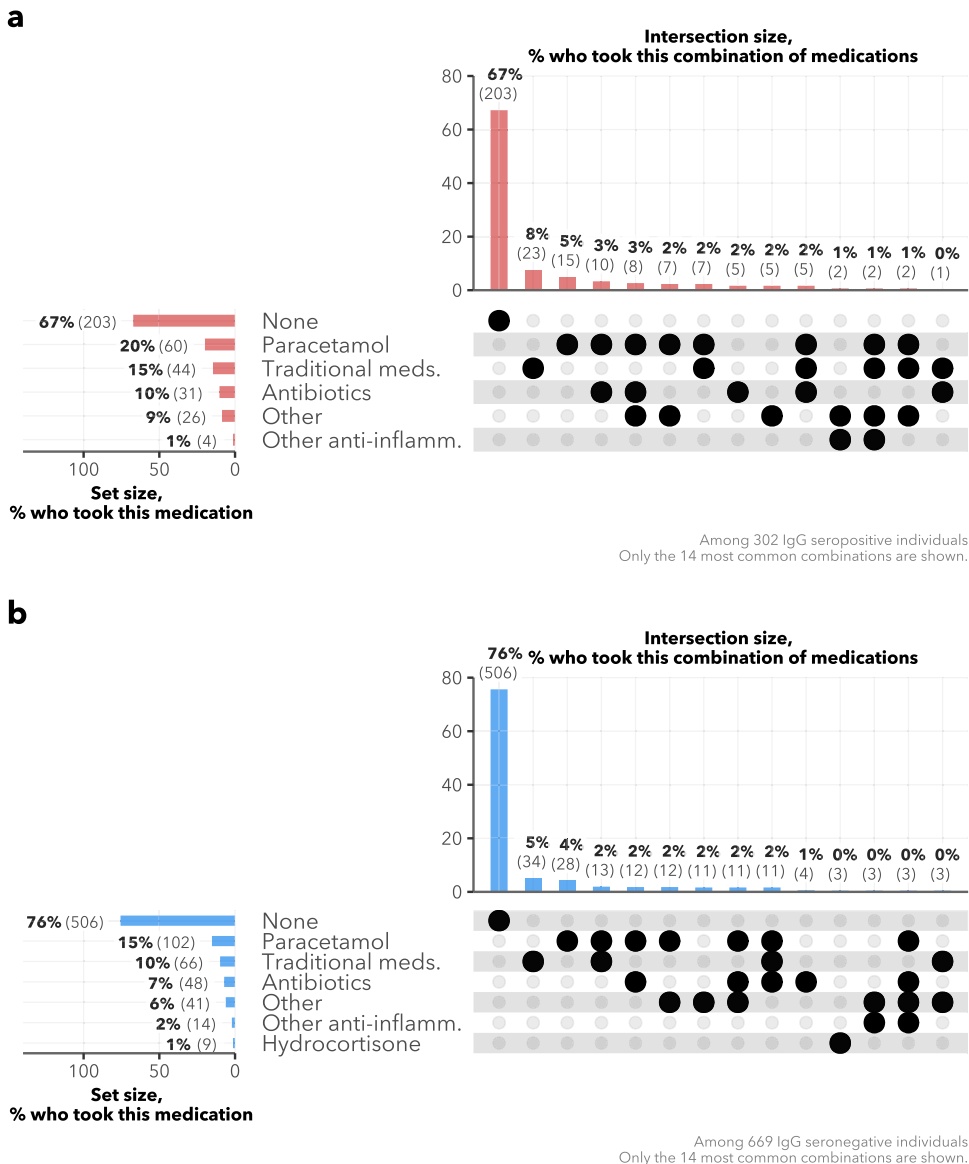 a
Intersection size,
% who took this combination of medications
80
60
40
20
0
67%
(203)
8%
(23)
5%
(15)
3%
(10)
3%
(8)
2%
(7)
2%
(7)
2%
(5)
2%
(5)
2%
(5)
1%
(2)
1%
(2)
1%
(2)
0%
(1)
67% (203) None
20% (60) Paracetamol
15% (44) Traditional meds.
10% (31) Antibiotics
9% (26) Other
1% (4) Other anti-inflamm.
100 50 0
Set size,
% who took this medication
Among 302 IgG seropositive individuals
Only the 14 most common combinations are shown.
b
Intersection size,
% who took this combination of medications
80
60
40
20
0
76%
(506)
5%
(34)
4%
(28)
2%
(13)
2%
(12)
2%
(12)
2%
(11)
2%
(11)
2%
(11)
1%
(4)
0%
(3)
0%
(3)
0%
(3)
0%
(3)
76% (506) None
15% (102) Paracetamol
10% (66) Traditional meds.
7% (48) Antibiotics
6% (41) Other
2% (14) Other anti-inflamm.
1% (9) Hydrocortisone
100 50 0
Set size,
% who took this medication
Among 669 IgG seronegative individuals
Only the 14 most common combinations are shown.